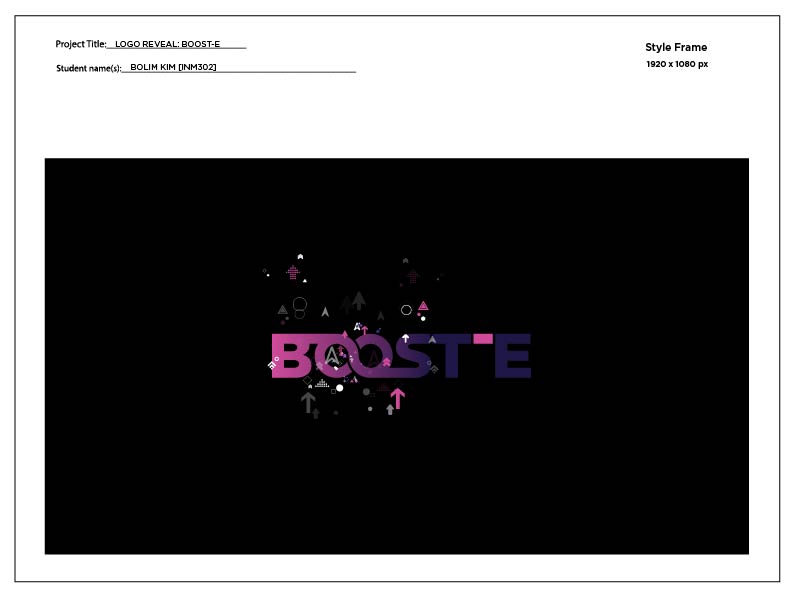 Project Title: LOGO REVEAL: BOOST-E
Style Frame
Student name(s): BOLIM KIM [INM302]
1920 x 1080 px
BOOST-E